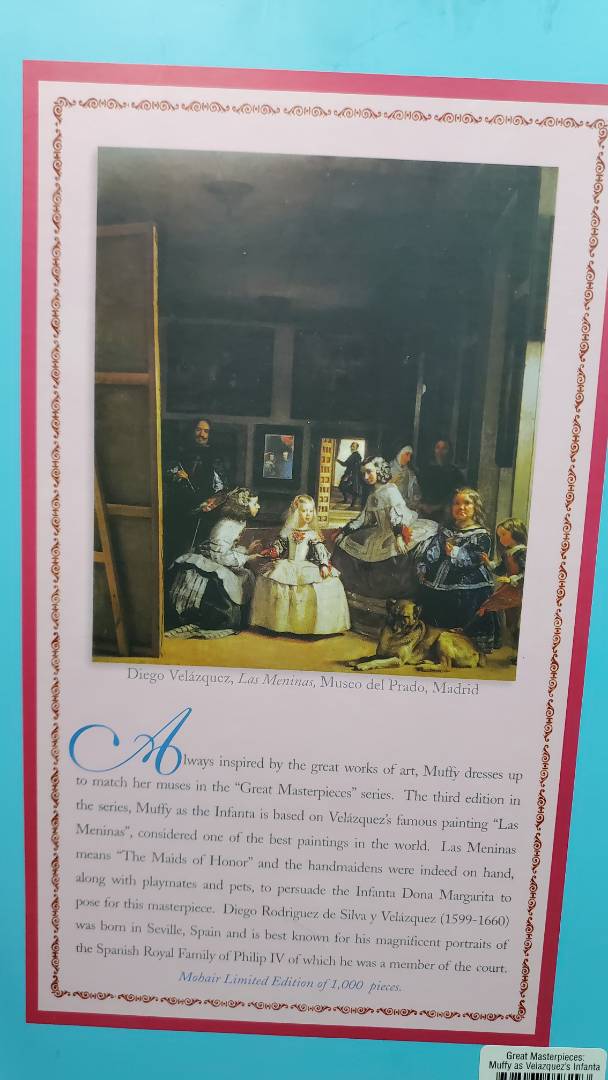 Diego Velázquez, Las Meninas, Museo del Prado, Madrid
Always inspired by the great works of art, Muffy dresses up
to match her muses in the “Great Masterpieces” series. The third edition in
the series, Muffy as the Infanta is based on Velázquez’s famous painting “Las
Meninas”, considered one of the best paintings in the world. Las Meninas
means “The Maids of Honor” and the handmaidens were indeed on hand,
along with playmates and pets, to persuade the Infanta Dona Margarita to
pose for this masterpiece. Diego Rodriguez de Silva y Velázquez (1599-1660)
was born in Seville, Spain and is best known for his magnificent portraits of
the Spanish Royal Family of Philip IV of which he was a member of the court.
Mohair Limited Edition of 1,000 pieces.
Great Masterpieces:
Muffy as Velazquez's Infanta